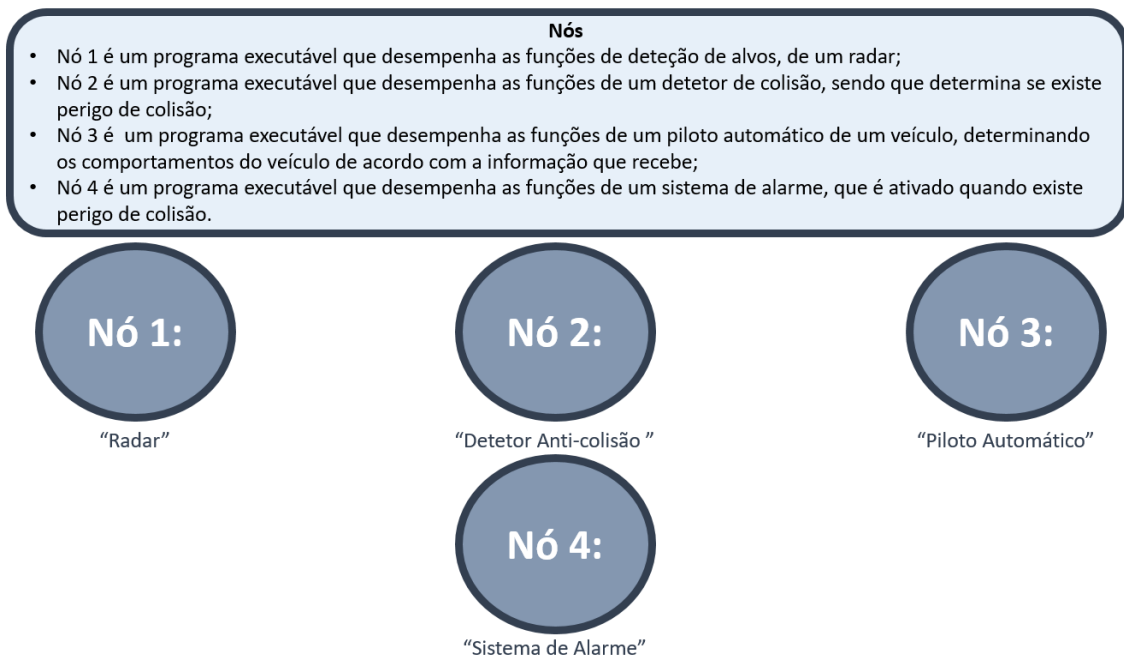 Nós
• Nó 1 é um programa executável que desempenha as funções de deteção de alvos, de um radar;
• Nó 2 é um programa executável que desempenha as funções de um detetor de colisão, sendo que determina se existe
perigo de colisão;
• Nó 3 é  um programa executável que desempenha as funções de um piloto automático de um veículo, determinando
os comportamentos do veículo de acordo com a informação que recebe;
• Nó 4 é um programa executável que desempenha as funções de um sistema de alarme, que é ativado quando existe
perigo de colisão.
Nó 1:
Nó 2:
Nó 3:
“Radar”
“Detetor Anti-colisão ”
“Piloto Automático”
Nó 4:
“Sistema de Alarme”